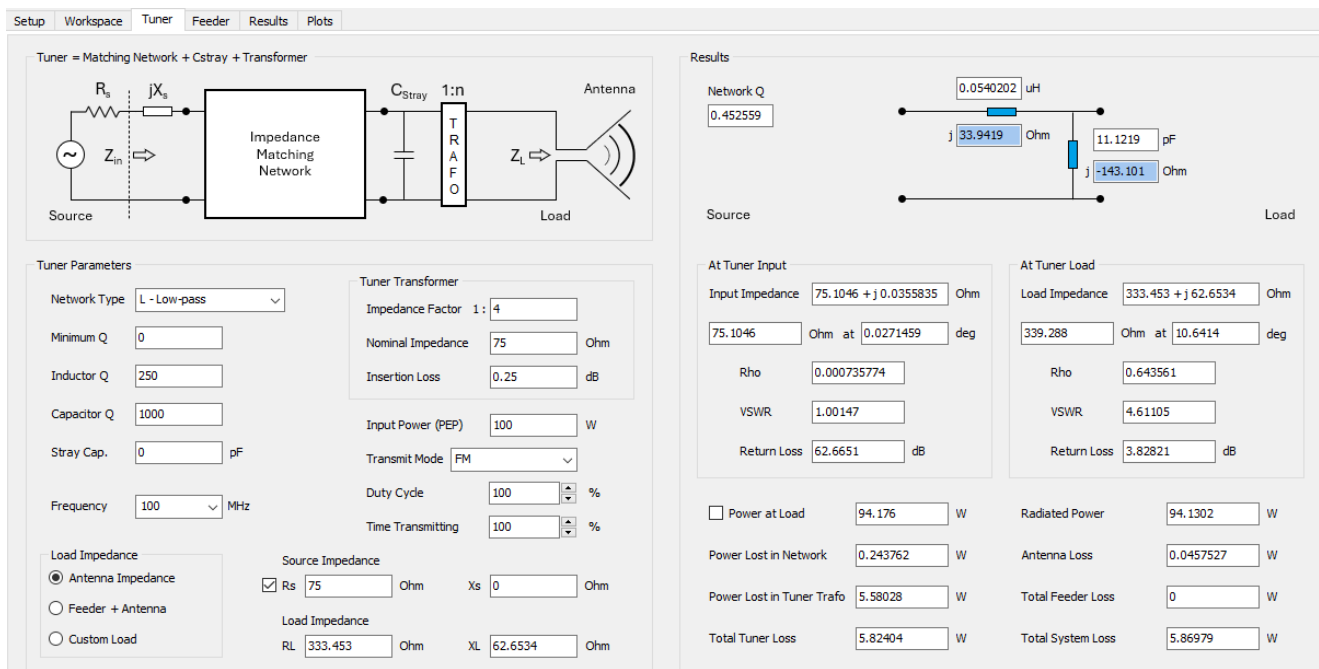 Setup Workspace Tuner Feeder Results Plots
Tuner = Matching Network + Cstray + Transformer
Rs jXs CStray 1:n Antenna
Impedance
Matching
Network
T
R
A
F
O
Zin ZL
Source Load
Tuner Parameters
Network Type L - Low-pass
Minimum Q 0
Inductor Q 250
Capacitor Q 1000
Stray Cap. 0 pF
Frequency 100 MHz
Tuner Transformer
Impedance Factor 1 : 4
Nominal Impedance 75 Ohm
Insertion Loss 0.25 dB
Input Power (PEP) 100 W
Transmit Mode FM
Duty Cycle 100 %
Time Transmitting 100 %
Load Impedance
Antenna Impedance
Feeder + Antenna
Custom Load
Source Impedance
Rs 75 Ohm Xs 0 Ohm
Load Impedance
RL 333.453 Ohm XL 62.6534 Ohm
Results
Network Q
0.452559
0.0540202 uH
j 33.9419 Ohm
11.1219 pF
j -143.101 Ohm
Source Load
At Tuner Input
Input Impedance 75.1046 + j 0.0355835 Ohm
75.1046 Ohm at 0.0271459 deg
Rho 0.000735774
VSWR 1.00147
Return Loss 62.6651 dB
At Tuner Load
Load Impedance 333.453 + j 62.6534 Ohm
339.288 Ohm at 10.6414 deg
Rho 0.643561
VSWR 4.61105
Return Loss 3.82821 dB
Power at Load 94.176 W
Power Lost in Network 0.243762 W
Power Lost in Tuner Trafo 5.58028 W
Total Tuner Loss 5.82404 W
Radiated Power 94.1302 W
Antenna Loss 0.0457527 W
Total Feeder Loss 0 W
Total System Loss 5.86979 W